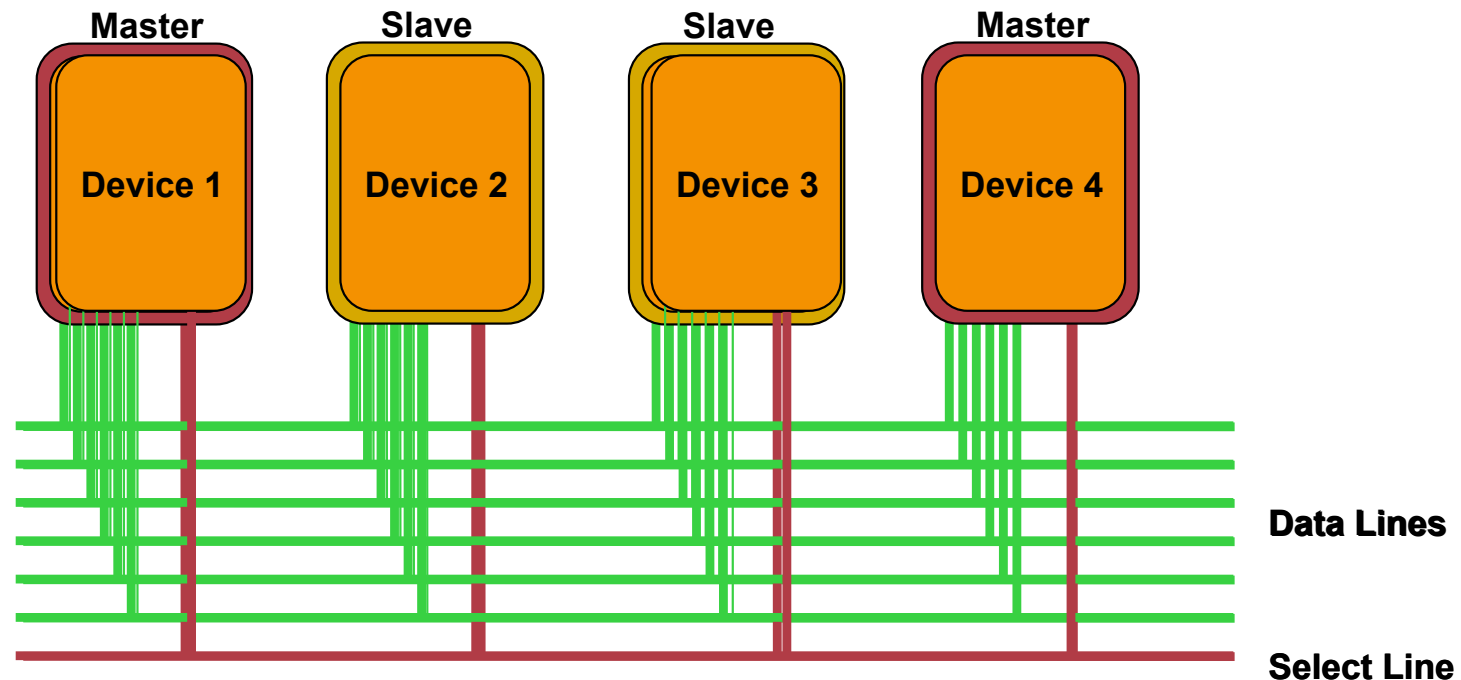 Master
Slave
Slave
Master
Device 1
Device 2
Device 3
Device 4
Data Lines
Select Line